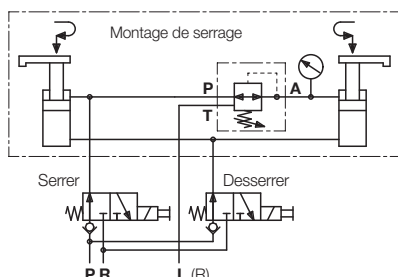 Montage de serrage
P
A
T
Serrer
Desserrer
P R
L (R)